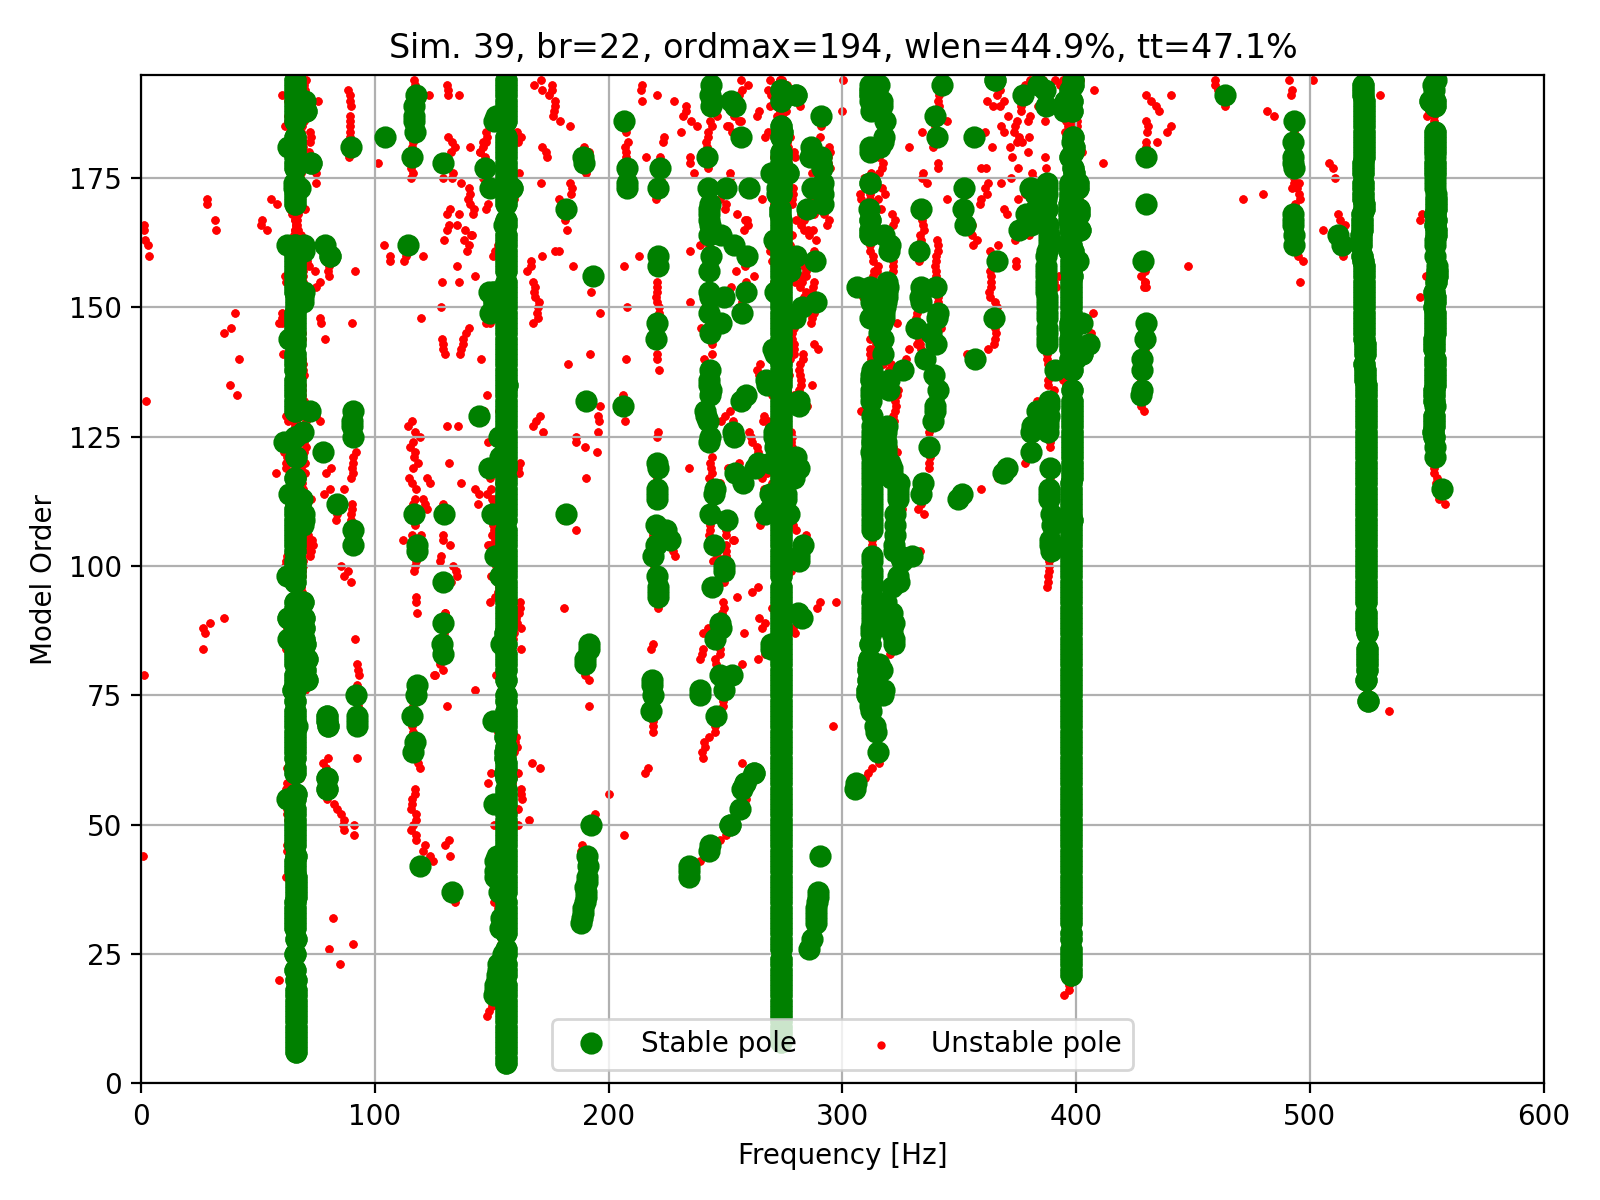 Sim. 39, br=22, ordmax=194, wlen=44.9%, tt=47.1%
Model Order
175
150
125
100
75
50
25
0
Stable pole
Unstable pole
0 100 200 300 400 500 600
Frequency [Hz]